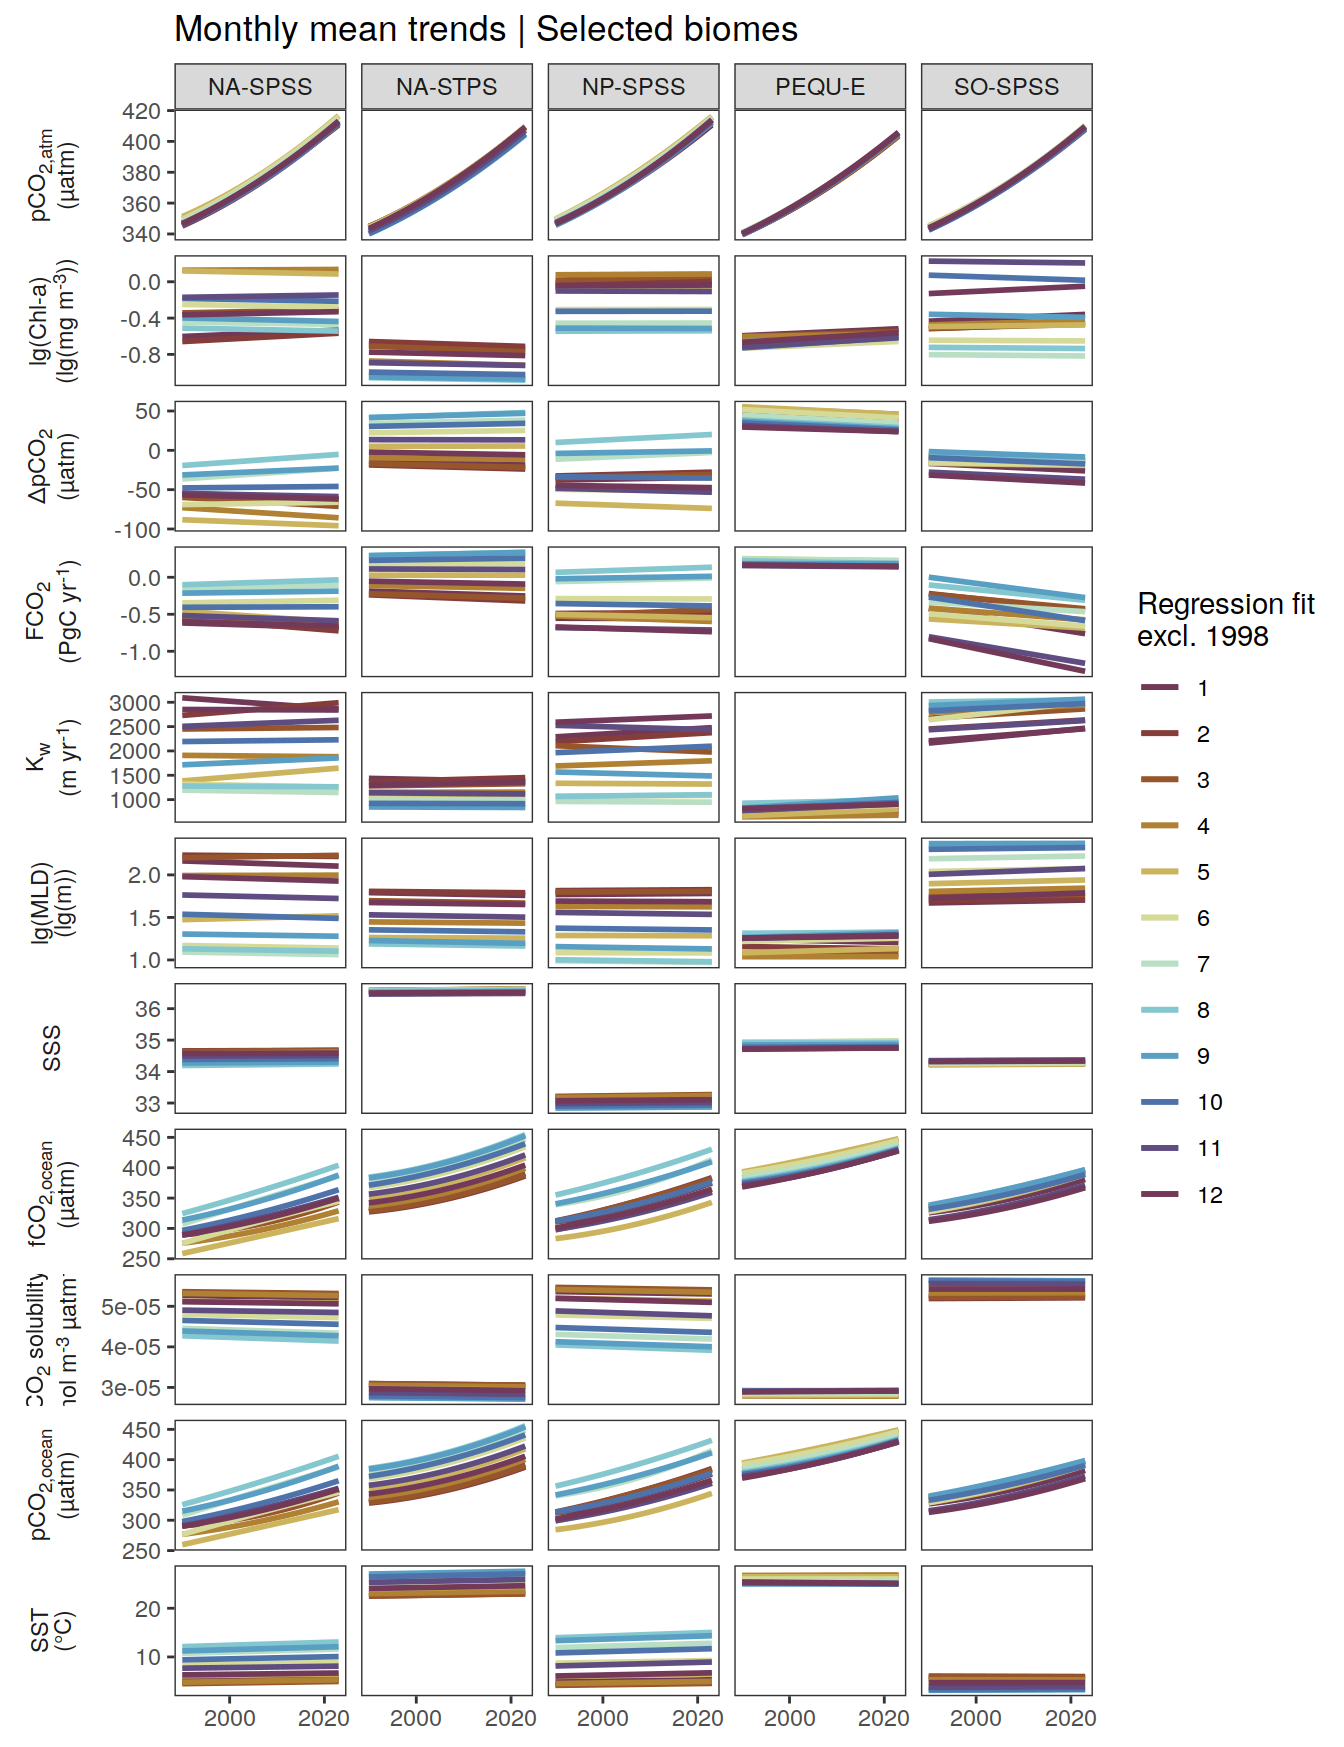 Monthly mean trends | Selected biomes
NA-SPSS NA-STPS NP-SPSS PEQU-E SO-SPSS
pCO2,atm
(µatm)
420
400
380
360
340
lg(Chl-a)
(lg(mg m-3))
0.0
-0.4
-0.8
ΔpCO2
(µatm)
50
0
-50
-100
FCO2
(PgC yr-1)
0.0
-0.5
-1.0
Kw
(m yr-1)
3000
2500
2000
1500
1000
lg(MLD)
(lg(m))
2.0
1.5
1.0
SSS
36
35
34
33
fCO2,ocean
(µatm)
450
400
350
300
250
CO2 solubility
m-3 µatm-
5e-05
4e-05
3e-05
pCO2,ocean
(µatm)
450
400
350
300
250
SST
(°C)
20
10
2000 2020 2000 2020 2000 2020 2000 2020 2000 2020
Regression fit
excl. 1998
1
2
3
4
5
6
7
8
9
10
11
12